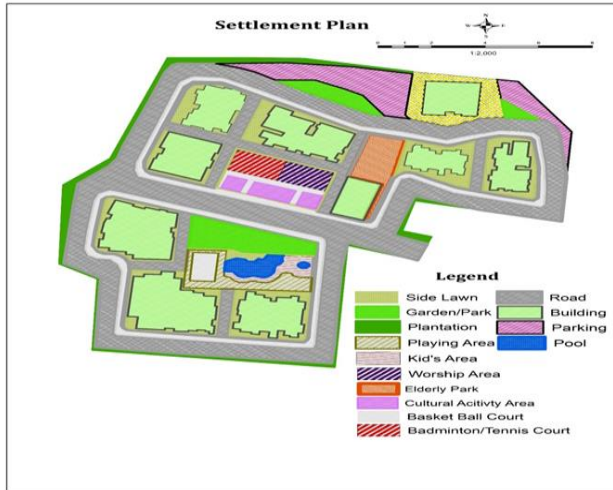 Settlement Plan
N
W E
S
1:2,000
Legend
Side Lawn Road
Garden/Park Building
Plantation Parking
Playing Area Pool
Kid's Area
Worship Area
Elderly Park
Cultural Acitivty Area
Basket Ball Court
Badminton/Tennis Court